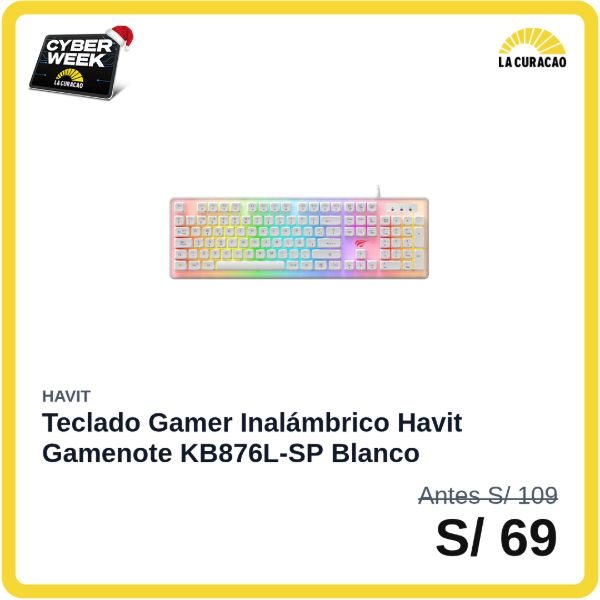 CYBER
WEEK
LA CURACAO
LA CURACAO
HAVIT
Teclado Gamer Inalámbrico Havit
Gamenote KB876L-SP Blanco
Antes S/ 109
S/ 69